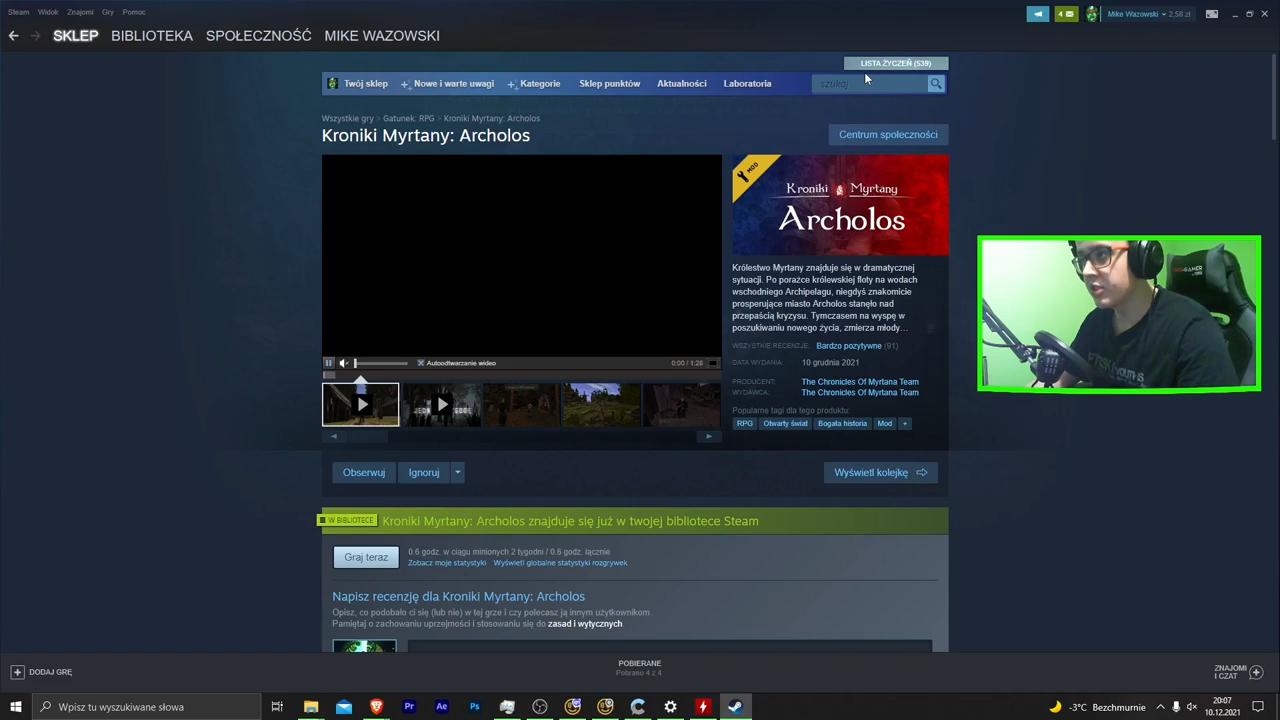 Steam Widok Znajomi Gry Pomoc
4 Mike Wazowski 2,58 zł
SKLEP BIBLIOTEKA SPOŁECZNOŚĆ MIKE WAZOWSKI
LISTA ŻYCZEŃ (539)
Twój sklep Nowe i warte uwagi Kategorie Sklep punktów Aktualności Laboratoria szukaj
Wszystkie gry > Gatunek: RPG > Kroniki Myrtany: Archolos
Kroniki Myrtany: Archolos
Centrum społeczności
MOD
Kroniki Myrtany
Archolos
Królestwo Myrtany znajduje się w dramatycznej
sytuacji. Po porażce królewskiej floty na wodach
wschodniego Archipelagu, niegdyś znakomicie
prosperujące miasto Archolos stanęło nad
przepaścią kryzysu. Tymczasem na wyspę w
poszukiwaniu nowego życia, zmierza młody...
WSZYSTKIE RECENZJE: Bardzo pozytywne (91)
DATA WYDANIA: 10 grudnia 2021
PRODUCENT: The Chronicles Of Myrtana Team
WYDAWCA: The Chronicles Of Myrtana Team
Popularne tagi dla tego produktu:
RPG Otwarty świat Bogata historia Mod +
Autoodtwarzanie wideo 0:00 / 1:28
Obserwuj Ignoruj Wyświetl kolejkę
W BIBLIOTECE Kroniki Myrtany: Archolos znajduje się już w twojej bibliotece Steam
Graj teraz
0.6 godz. w ciągu minionych 2 tygodni / 0.6 godz. łącznie
Zobacz moje statystyki Wyświetl globalne statystyki rozgrywek
Napisz recenzję dla Kroniki Myrtany: Archolos
Opisz, co podobało ci się (lub nie) w tej grze i czy polecasz ją innym użytkownikom.
Pamiętaj o zachowaniu uprzejmości i stosowaniu się do zasad i wytycznych.
DODAJ GRĘ
POBIERANE
Pobrano 4 z 4
ZNAJOMI
I CZAT
Wpisz tu wyszukiwane słowa
Pr Ae Ps
-3°C Bezchmurnie
20:07
10.12.2021